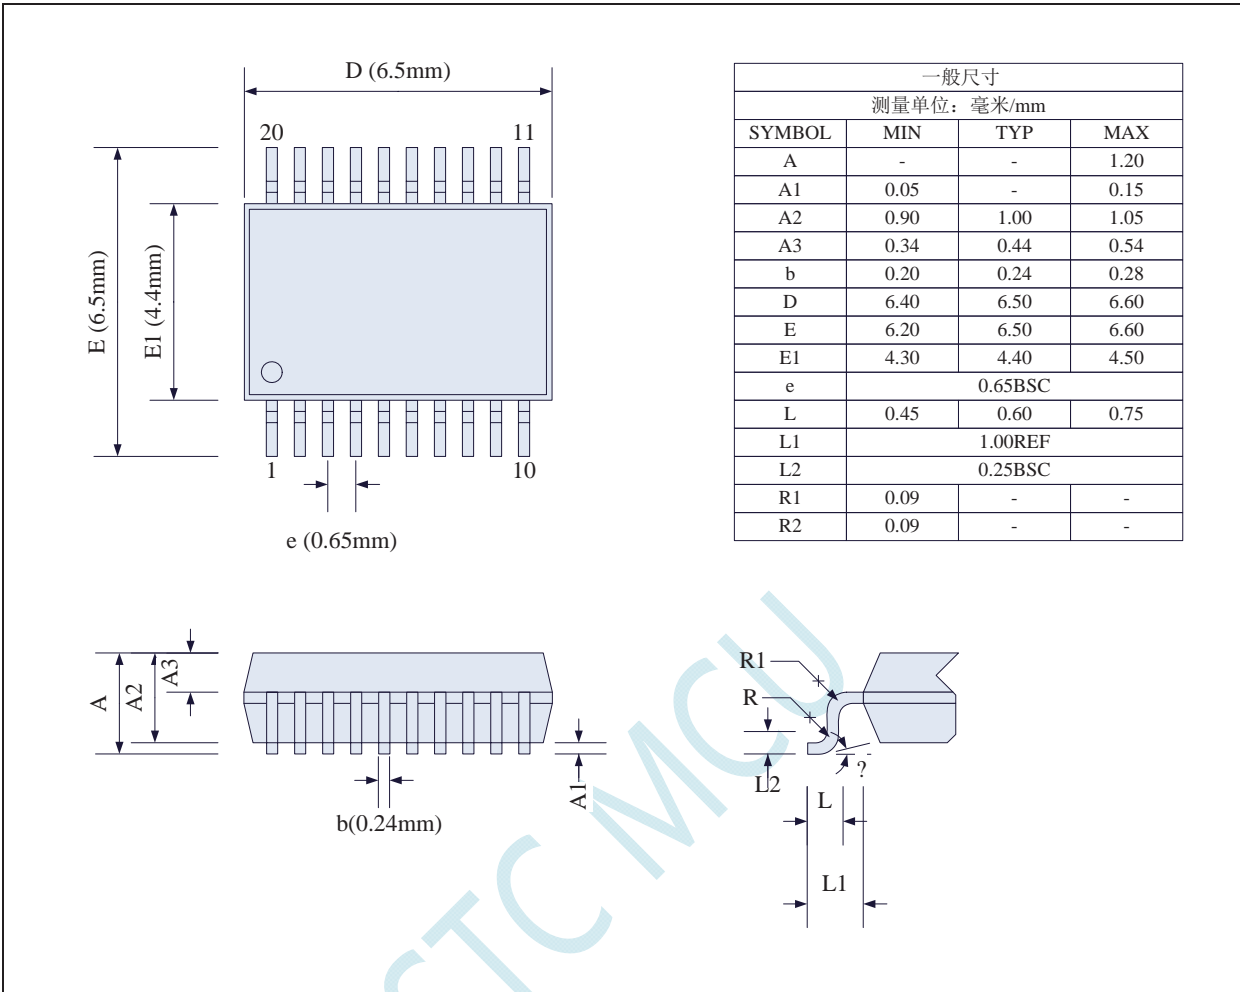 D (6.5mm)
20
11
E (6.5mm)
E1 (4.4mm)
1
10
e (0.65mm)
一般尺寸
测量单位：毫米/mm
SYMBOL MIN TYP MAX
A - - 1.20
A1 0.05 - 0.15
A2 0.90 1.00 1.05
A3 0.34 0.44 0.54
b 0.20 0.24 0.28
D 6.40 6.50 6.60
E 6.20 6.50 6.60
E1 4.30 4.40 4.50
e 0.65BSC
L 0.45 0.60 0.75
L1 1.00REF
L2 0.25BSC
R1 0.09 - -
R2 0.09 - -
A
A2
A3
A1
b(0.24mm)
R1
R
L2
?
L
L1
STC MCU